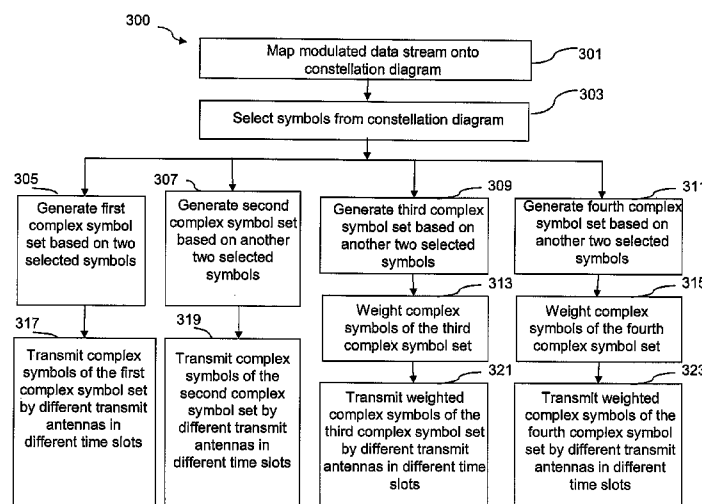 300
Map modulated data stream onto
constellation diagram
301
303
Select symbols from constellation diagram
305
Generate first
complex symbol
set based on two
selected symbols
307
Generate second
complex symbol set
based on another
two selected
symbols
309
Generate third complex
symbol set based on
another two selected
symbols
311
Generate fourth complex
symbol set based on
another two selected
symbols
313
Weight complex
symbols of the third
complex symbol set
315
Weight complex
symbols of the fourth
complex symbol set
317
Transmit complex
symbols of the first
complex symbol set
by different transmit
antennas in
different time slots
319
Transmit complex
symbols of the
second complex
symbol set by
different transmit
antennas in
different time slots
321
Transmit weighted
complex symbols of the
third complex symbol set
by different transmit
antennas in different time
slots
323
Transmit weighted
complex symbols of the
fourth complex symbol
set by different transmit
antennas in different
time slots